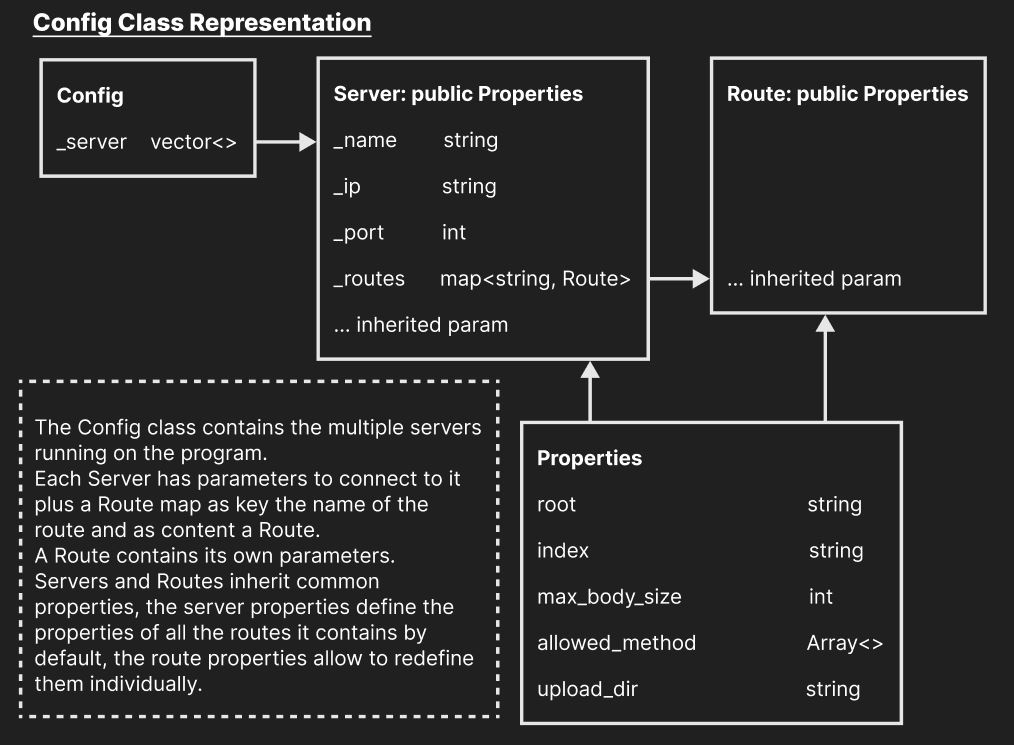 Config Class Representation
Config
_server vector<>
Server: public Properties
_name string
_ip string
_port int
_routes map<string, Route>
... inherited param
Route: public Properties
... inherited param
The Config class contains the multiple servers
running on the program.
Each Server has parameters to connect to it
plus a Route map as key the name of the
route and as content a Route.
A Route contains its own parameters.
Servers and Routes inherit common
properties, the server properties define the
properties of all the routes it contains by
default, the route properties allow to redefine
them individually.
Properties
root string
index string
max_body_size int
allowed_method Array<>
upload_dir string